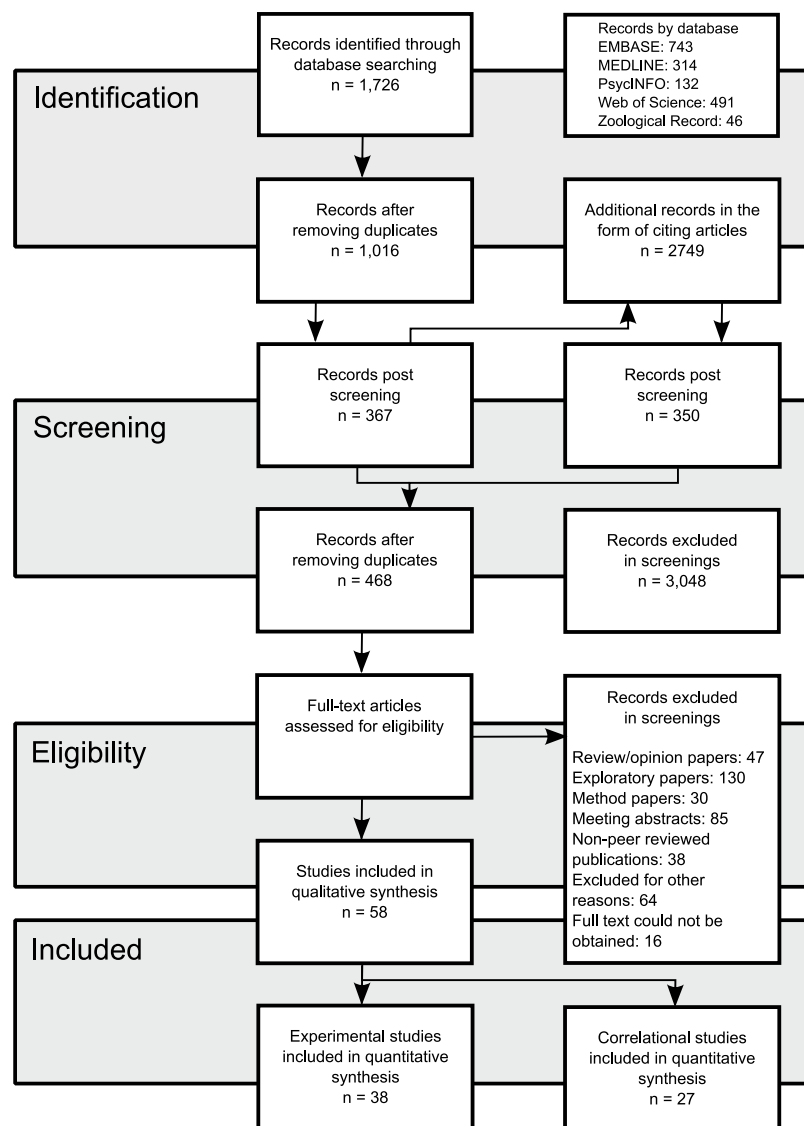 Records identified through
database searching
n = 1,726
Records by database
EMBASE: 743
MEDLINE: 314
PsycINFO: 132
Web of Science: 491
Zoological Record: 46
Identification
Records after
removing duplicates
n = 1,016
Additional records in the
form of citing articles
n = 2749
Records post
screening
n = 367
Records post
screening
n = 350
Screening
Records after
removing duplicates
n = 468
Records excluded
in screenings
n = 3,048
Full-text articles
assessed for eligibility
Records excluded
in screenings
Review/opinion papers: 47
Exploratory papers: 130
Method papers: 30
Meeting abstracts: 85
Non-peer reviewed
publications: 38
Excluded for other
reasons: 64
Full text could not be
obtained: 16
Eligibility
Studies included in
qualitative synthesis
n = 58
Included
Experimental studies
included in quantitative
synthesis
n = 38
Correlational studies
included in quantitative
synthesis
n = 27